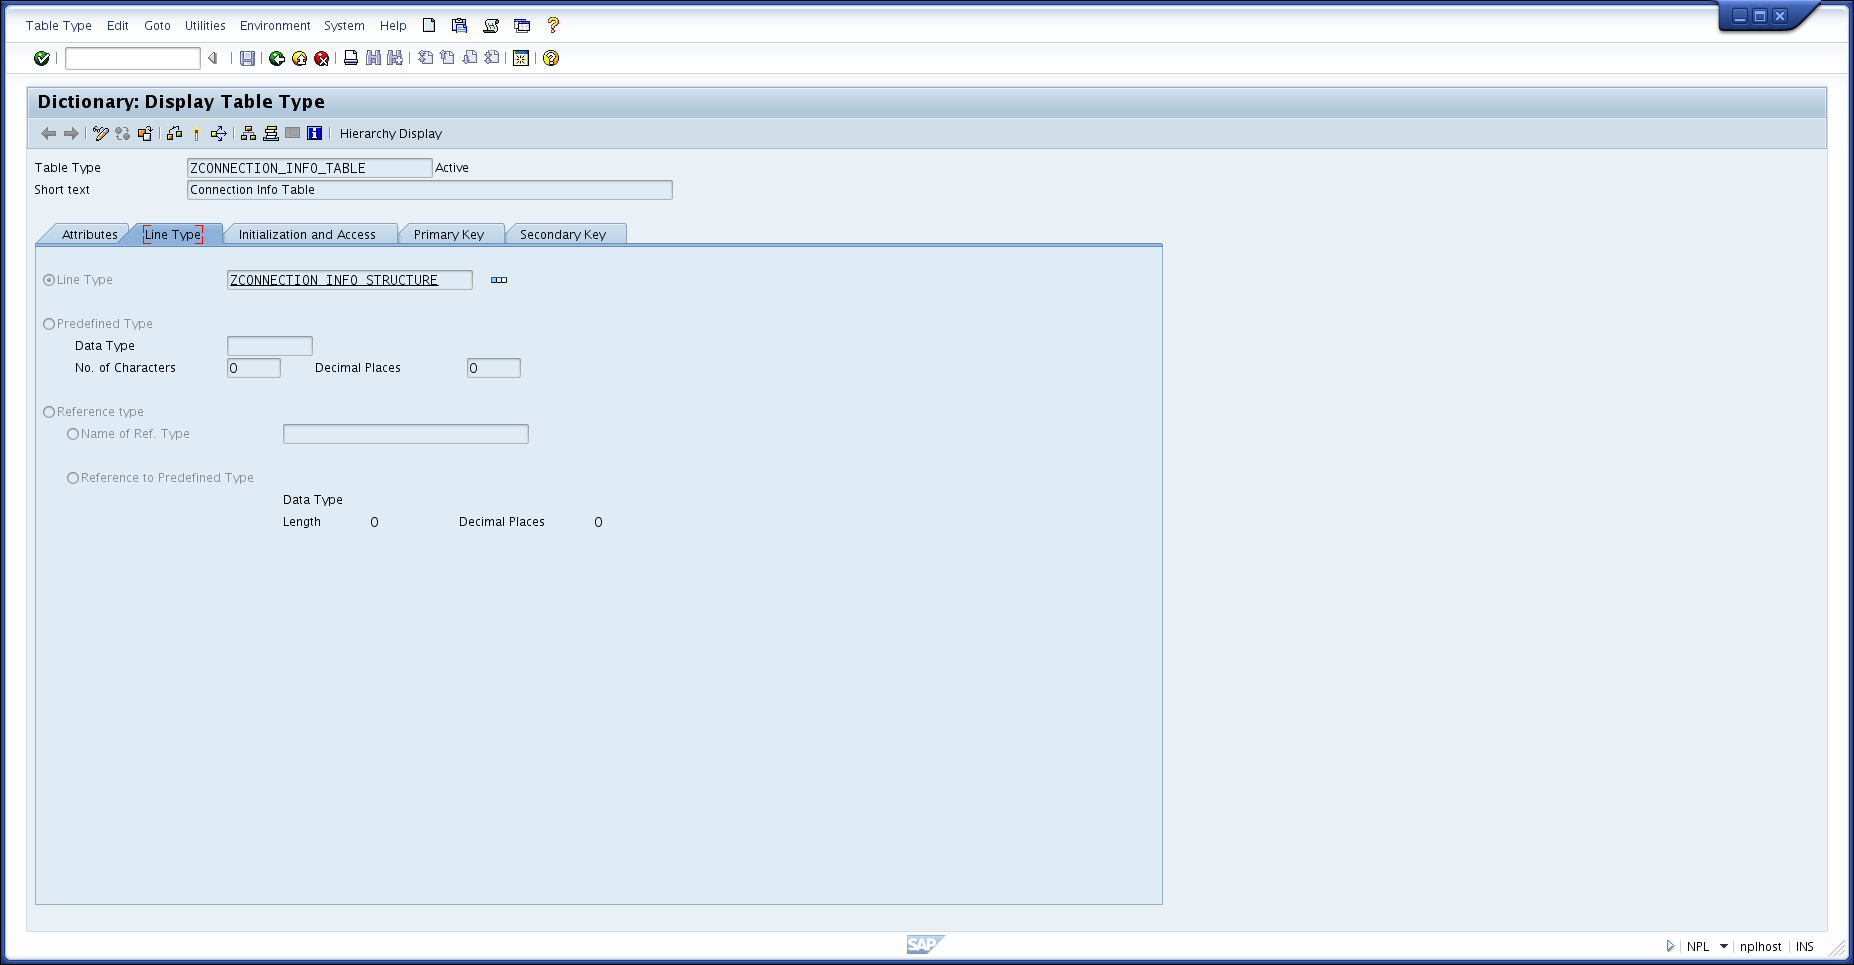 Table Type Edit Goto Utilities Environment System Help
Dictionary: Display Table Type
Hierarchy Display
Table Type ZCONNECTION_INFO_TABLE Active
Short text Connection Info Table
Attributes Line Type Initialization and Access Primary Key Secondary Key
Line Type ZCONNECTION_INFO_STRUCTURE
Predefined Type
Data Type
No. of Characters 0 Decimal Places 0
Reference type
Name of Ref. Type
Reference to Predefined Type
Data Type
Length 0 Decimal Places 0
SAP NPL nplhost INS